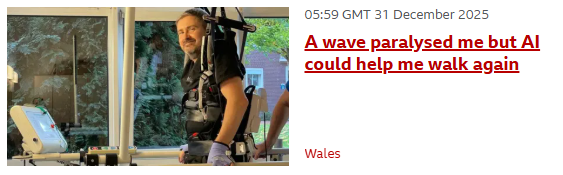 05:59 GMT 31 December 2025
A wave paralysed me but AI
could help me walk again
Wales